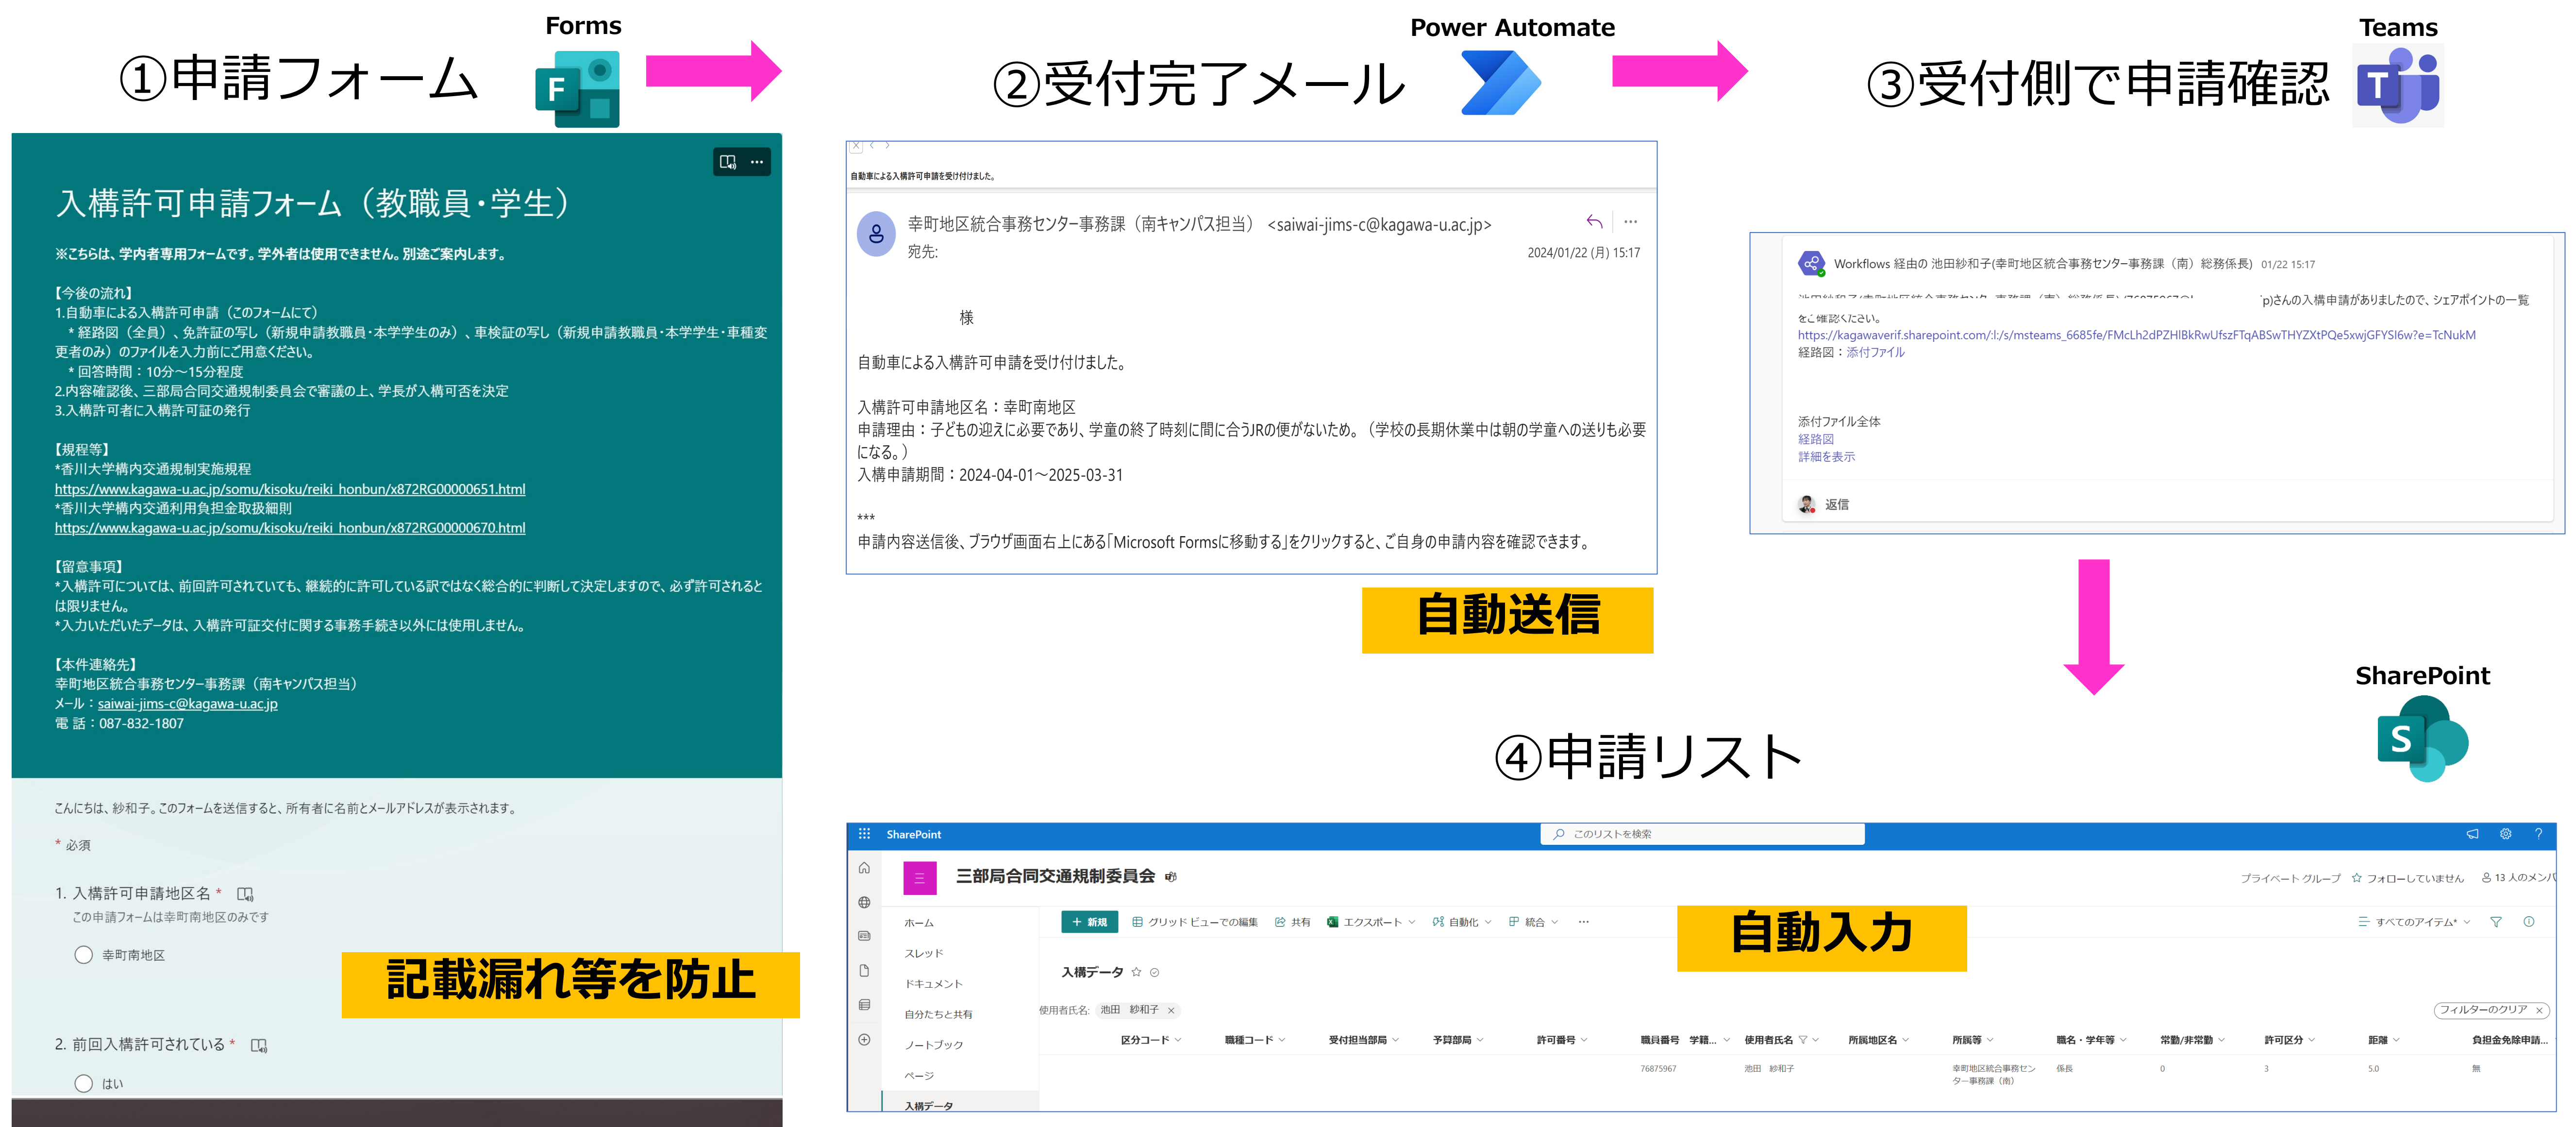 Forms
①申請フォーム
F
入構許可申請フォーム（教職員・学生）
※こちらは、学内者専用フォームです。学外者は使用できません。別途ご案内します。
【今後の流れ】
1.自動車による入構許可申請（このフォームにて）
* 経路図（全員）、免許証の写し（新規申請教職員・本学学生のみ）、車検証の写し（新規申請教職員・本学学生・車種変
更者のみ）のファイルを入力前にご用意ください。
* 回答時間：10分～15分程度
2.内容確認後、三部局合同交通規制委員会で審議の上、学長が入構可否を決定
3.入構許可者に入構許可証の発行
【規程等】
*香川大学構内交通規制実施規程
https://www.kagawa-u.ac.jp/somu/kisoku/reiki_honbun/x872RG00000651.html
*香川大学構内交通利用負担金取扱細則
https://www.kagawa-u.ac.jp/somu/kisoku/reiki_honbun/x872RG00000670.html
【留意事項】
*入構許可については、前回許可されていても、継続的に許可している訳ではなく総合的に判断して決定しますので、必ず許可されると
は限りません。
*入力いただいたデータは、入構許可証交付に関する事務手続き以外には使用しません。
【本件連絡先】
幸町地区統合事務センター事務課（南キャンパス担当）
メール：saiwai-jims-c@kagawa-u.ac.jp
電 話：087-832-1807
こんにちは、紗和子。このフォームを送信すると、所有者に名前とメールアドレスが表示されます。
* 必須
1. 入構許可申請地区名 *
この申請フォームは幸町南地区のみです
幸町南地区
記載漏れ等を防止
2. 前回入構許可されている *
はい
Power Automate
②受付完了メール
自動車による入構許可申請を受け付けました。
幸町地区統合事務センター事務課（南キャンパス担当） <saiwai-jims-c@kagawa-u.ac.jp>
宛先:
2024/01/22 (月) 15:17
様
自動車による入構許可申請を受け付けました。
入構許可申請地区名：幸町南地区
申請理由：子どもの迎えに必要であり、学童の終了時刻に間に合うJRの便がないため。（学校の長期休業中は朝の学童への送りも必要
になる。）
入構申請期間：2024-04-01～2025-03-31
***
申請内容送信後、ブラウザ画面右上にある「Microsoft Formsに移動する」をクリックすると、ご自身の申請内容を確認できます。
自動送信
Teams
③受付側で申請確認
T
Workflows 経由の 池田紗和子(幸町地区統合事務センター事務課（南）総務係長) 01/22 15:17
p)さんの入構申請がありましたので、シェアポイントの一覧
をご確認ください。
https://kagawaverif.sharepoint.com/:l:/s/msteams_6685fe/FMcLh2dPZHlBkRwUfszFTqABSwTHYZXtPQe5xwjGFYSI6w?e=TcNukM
経路図：添付ファイル
添付ファイル全体
経路図
詳細を表示
返信
SharePoint
④申請リスト
S
SharePoint
このリストを検索
三部局合同交通規制委員会
プライベート グループ ☆ フォローしていません 13 人のメンバ
ホーム
スレッド
ドキュメント
自分たちと共有
ノートブック
ページ
入構データ
+ 新規 グリッド ビューでの編集 共有 エクスポート 自動化 統合 ···
すべてのアイテム*
自動入力
入構データ
使用者氏名: 池田 紗和子 ×
フィルターのクリア ×
区分コード 職種コード 受付担当部局 予算部局 許可番号 職員番号 学籍... 使用者氏名 所属地区名 所属等 職名・学年等 常勤/非常勤 許可区分 距離 負担金免除申請...
76875967 池田 紗和子 幸町地区統合事務セン 係長 0 3 5.0 無
ター事務課（南）